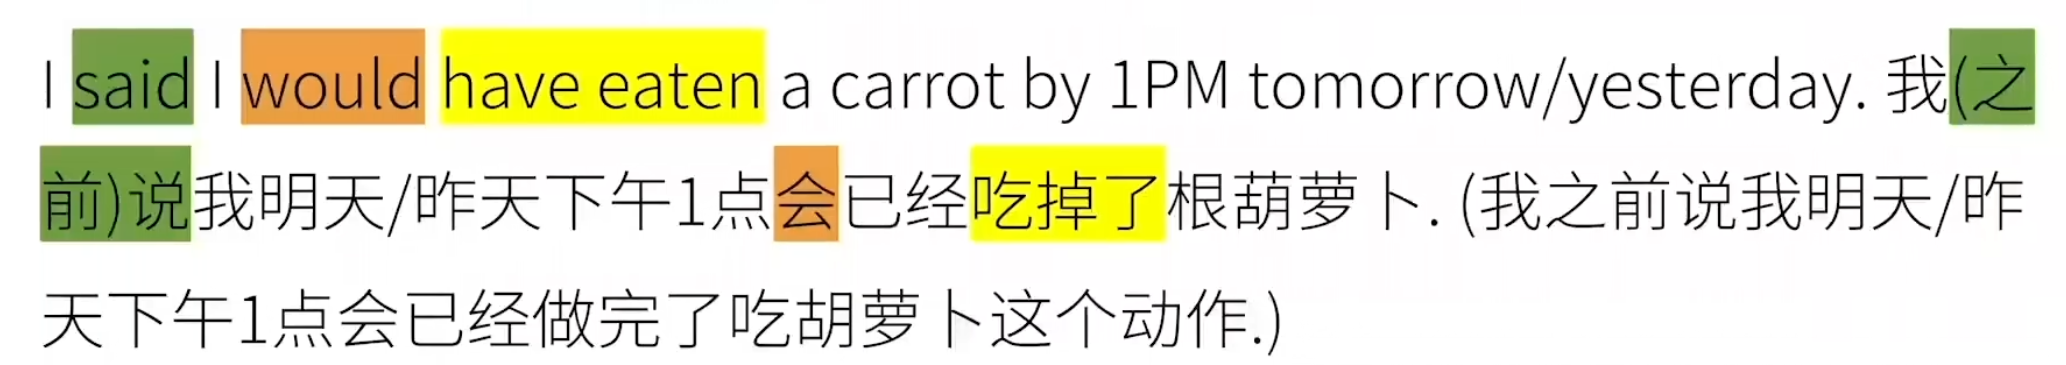 I said I would have eaten a carrot by 1PM tomorrow/yesterday. 我(之
前)说我明天/昨天下午1点会已经吃掉了根葫萝卜. (我之前说我明天/昨
天下午1点会已经做完了吃胡萝卜这个动作.)